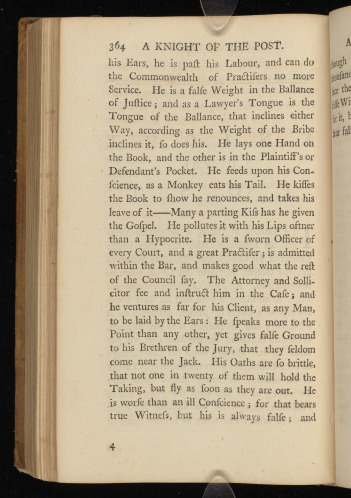 364 A KNIGHT OF THE POST.
his Ears, he is paſt his Labour, and can do
the Commonwealth of Practiſers no more
Service. He is a falſe Weight in the Ballance
of Juſtice; and as a Lawyer's Tongue is the
Tongue of the Ballance, that inclines either
Way, according as the Weight of the Bribe
inclines it, ſo does his. He lays one Hand on
the Book, and the other is in the Plaintiff's or
Defendant's Pocket. He feeds upon his Con-
ſcience, as a Monkey eats his Tail. He kiſſes
the Book to ſhow he renounces, and takes his
leave of it——Many a parting Kiſs has he given
the Goſpel. He pollutes it with his Lips oftner
than a Hypocrite. He is a ſworn Officer of
every Court, and a great Practiſer; is admitted
within the Bar, and makes good what the reſt
of the Council ſay. The Attorney and Solli-
citor fee and inſtruct him in the Caſe; and
he ventures as far for his Client, as any Man,
to be laid by the Ears: He ſpeaks more to the
Point than any other, yet gives falſe Ground
to his Brethren of the Jury, that they ſeldom
come near the Jack. His Oaths are ſo brittle,
that not one in twenty of them will hold the
Taking, but fly as ſoon as they are out. He
is worſe than an ill Conſcience; for that bears
true Witneſs, but his is always falſe; and
4